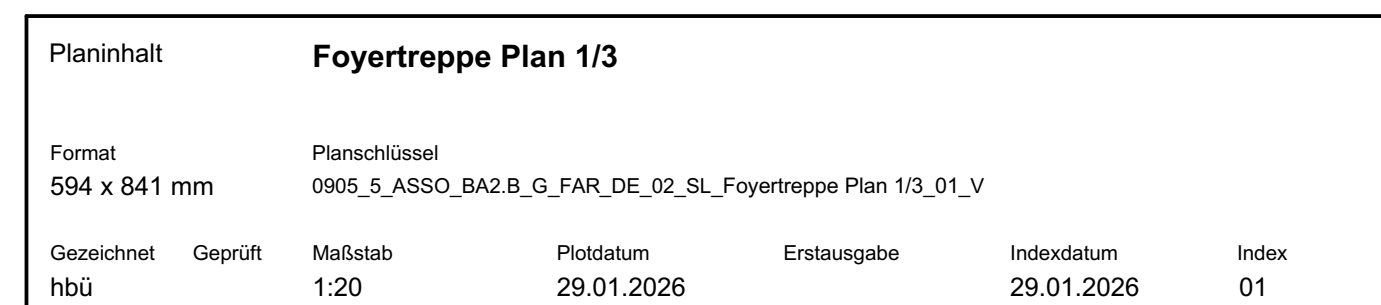 Planinhalt Foyertreppe Plan 1/3
Format Planschlüssel
594 x 841 mm 0905_5_ASSO_BA2.B_G_FAR_DE_02_SL_Foyertreppe Plan 1/3_01_V
Gezeichnet Geprüft Maßstab Plotdatum Erstausgabe Indexdatum Index
hbü 1:20 29.01.2026 29.01.2026 01